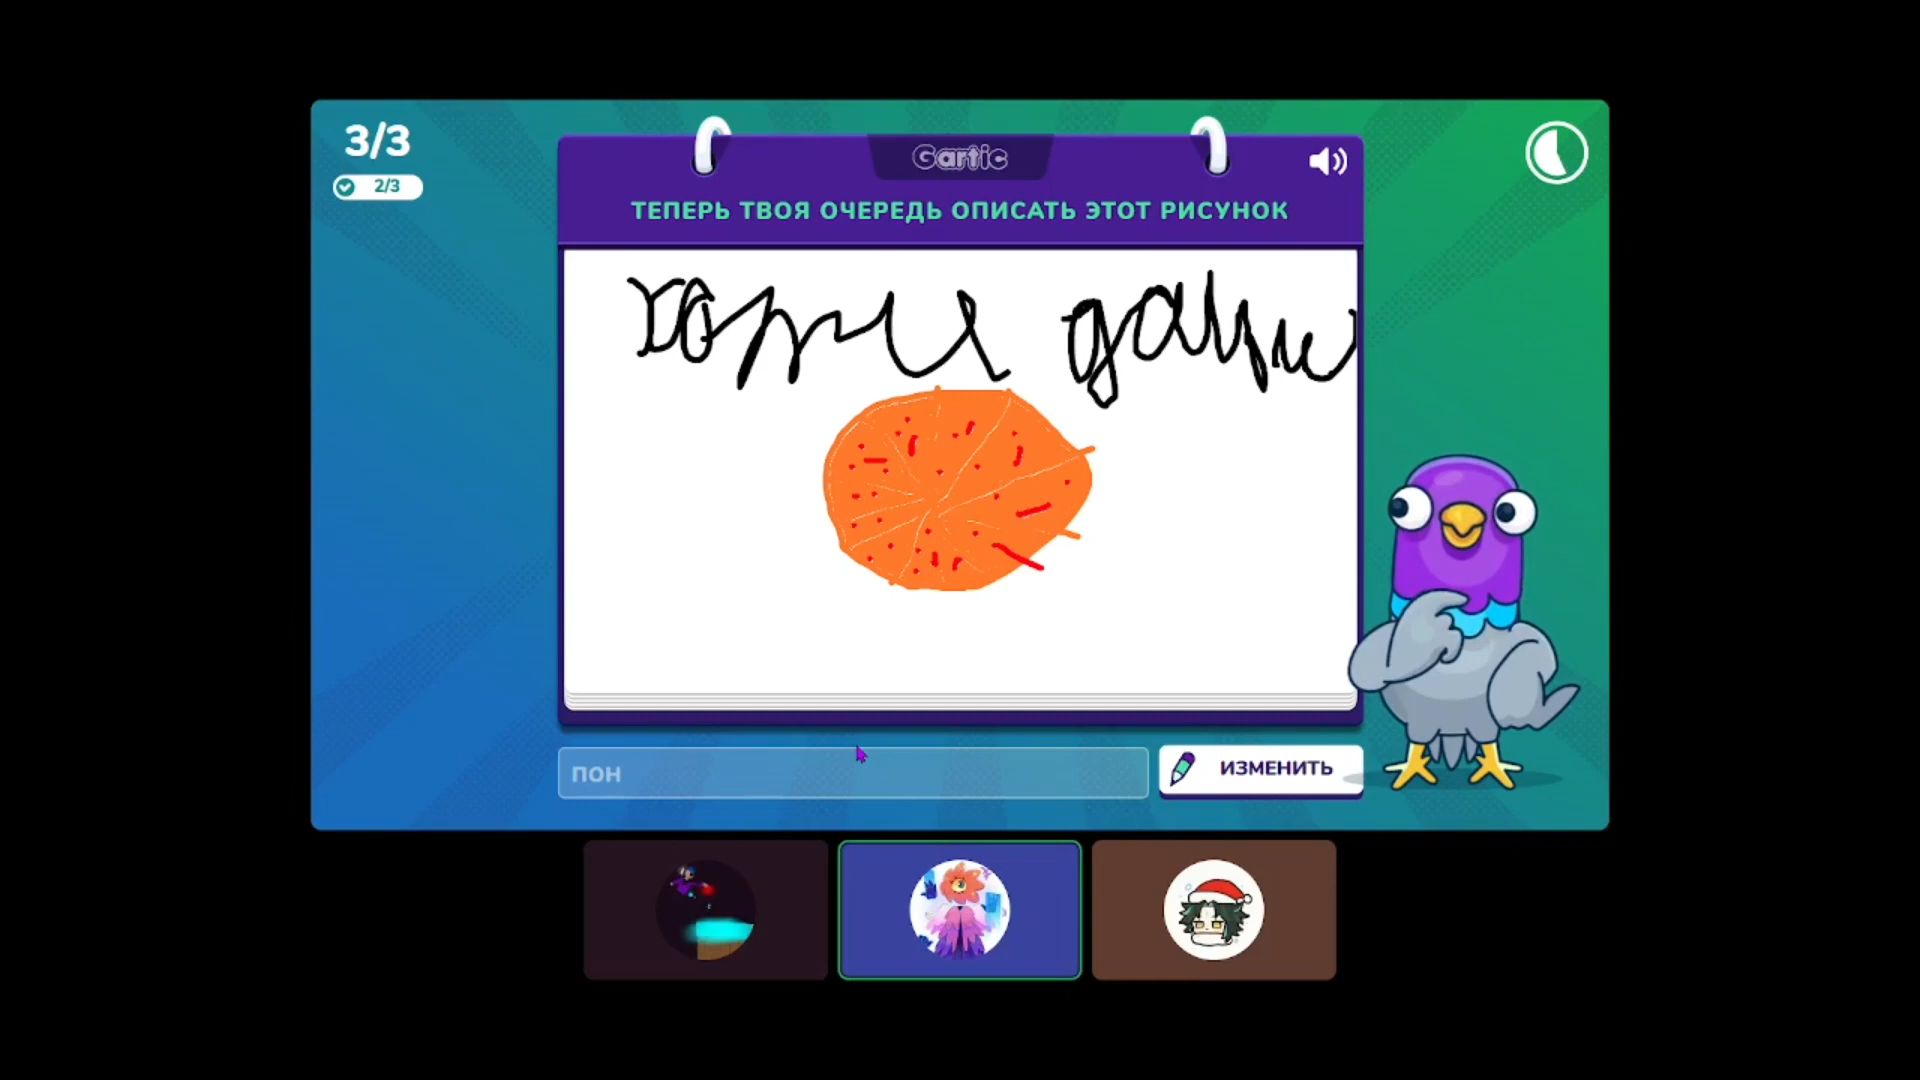 3/3
2/3
Gartic
ТЕПЕРЬ ТВОЯ ОЧЕРЕДЬ ОПИСАТЬ ЭТОТ РИСУНОК
пон
ИЗМЕНИТЬ